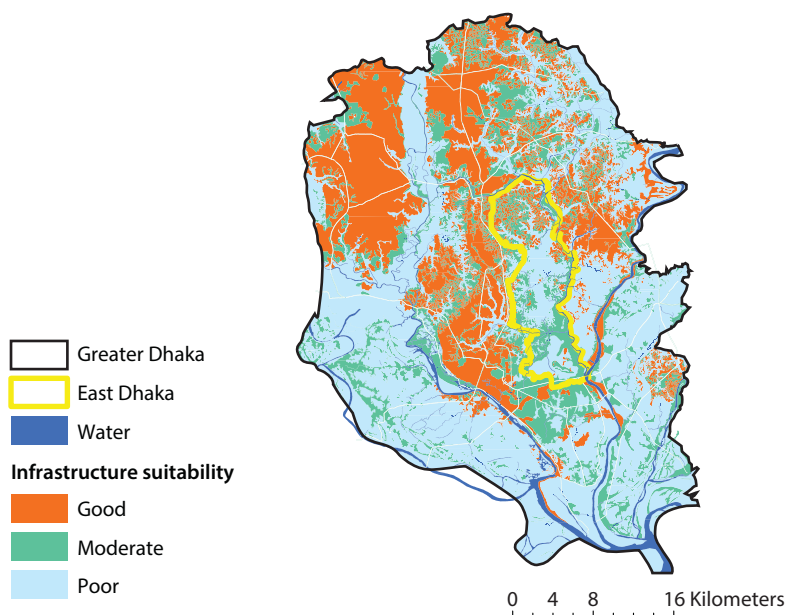 Greater Dhaka
East Dhaka
Water
Infrastructure suitability
Good
Moderate
Poor
0 4 8 16 Kilometers